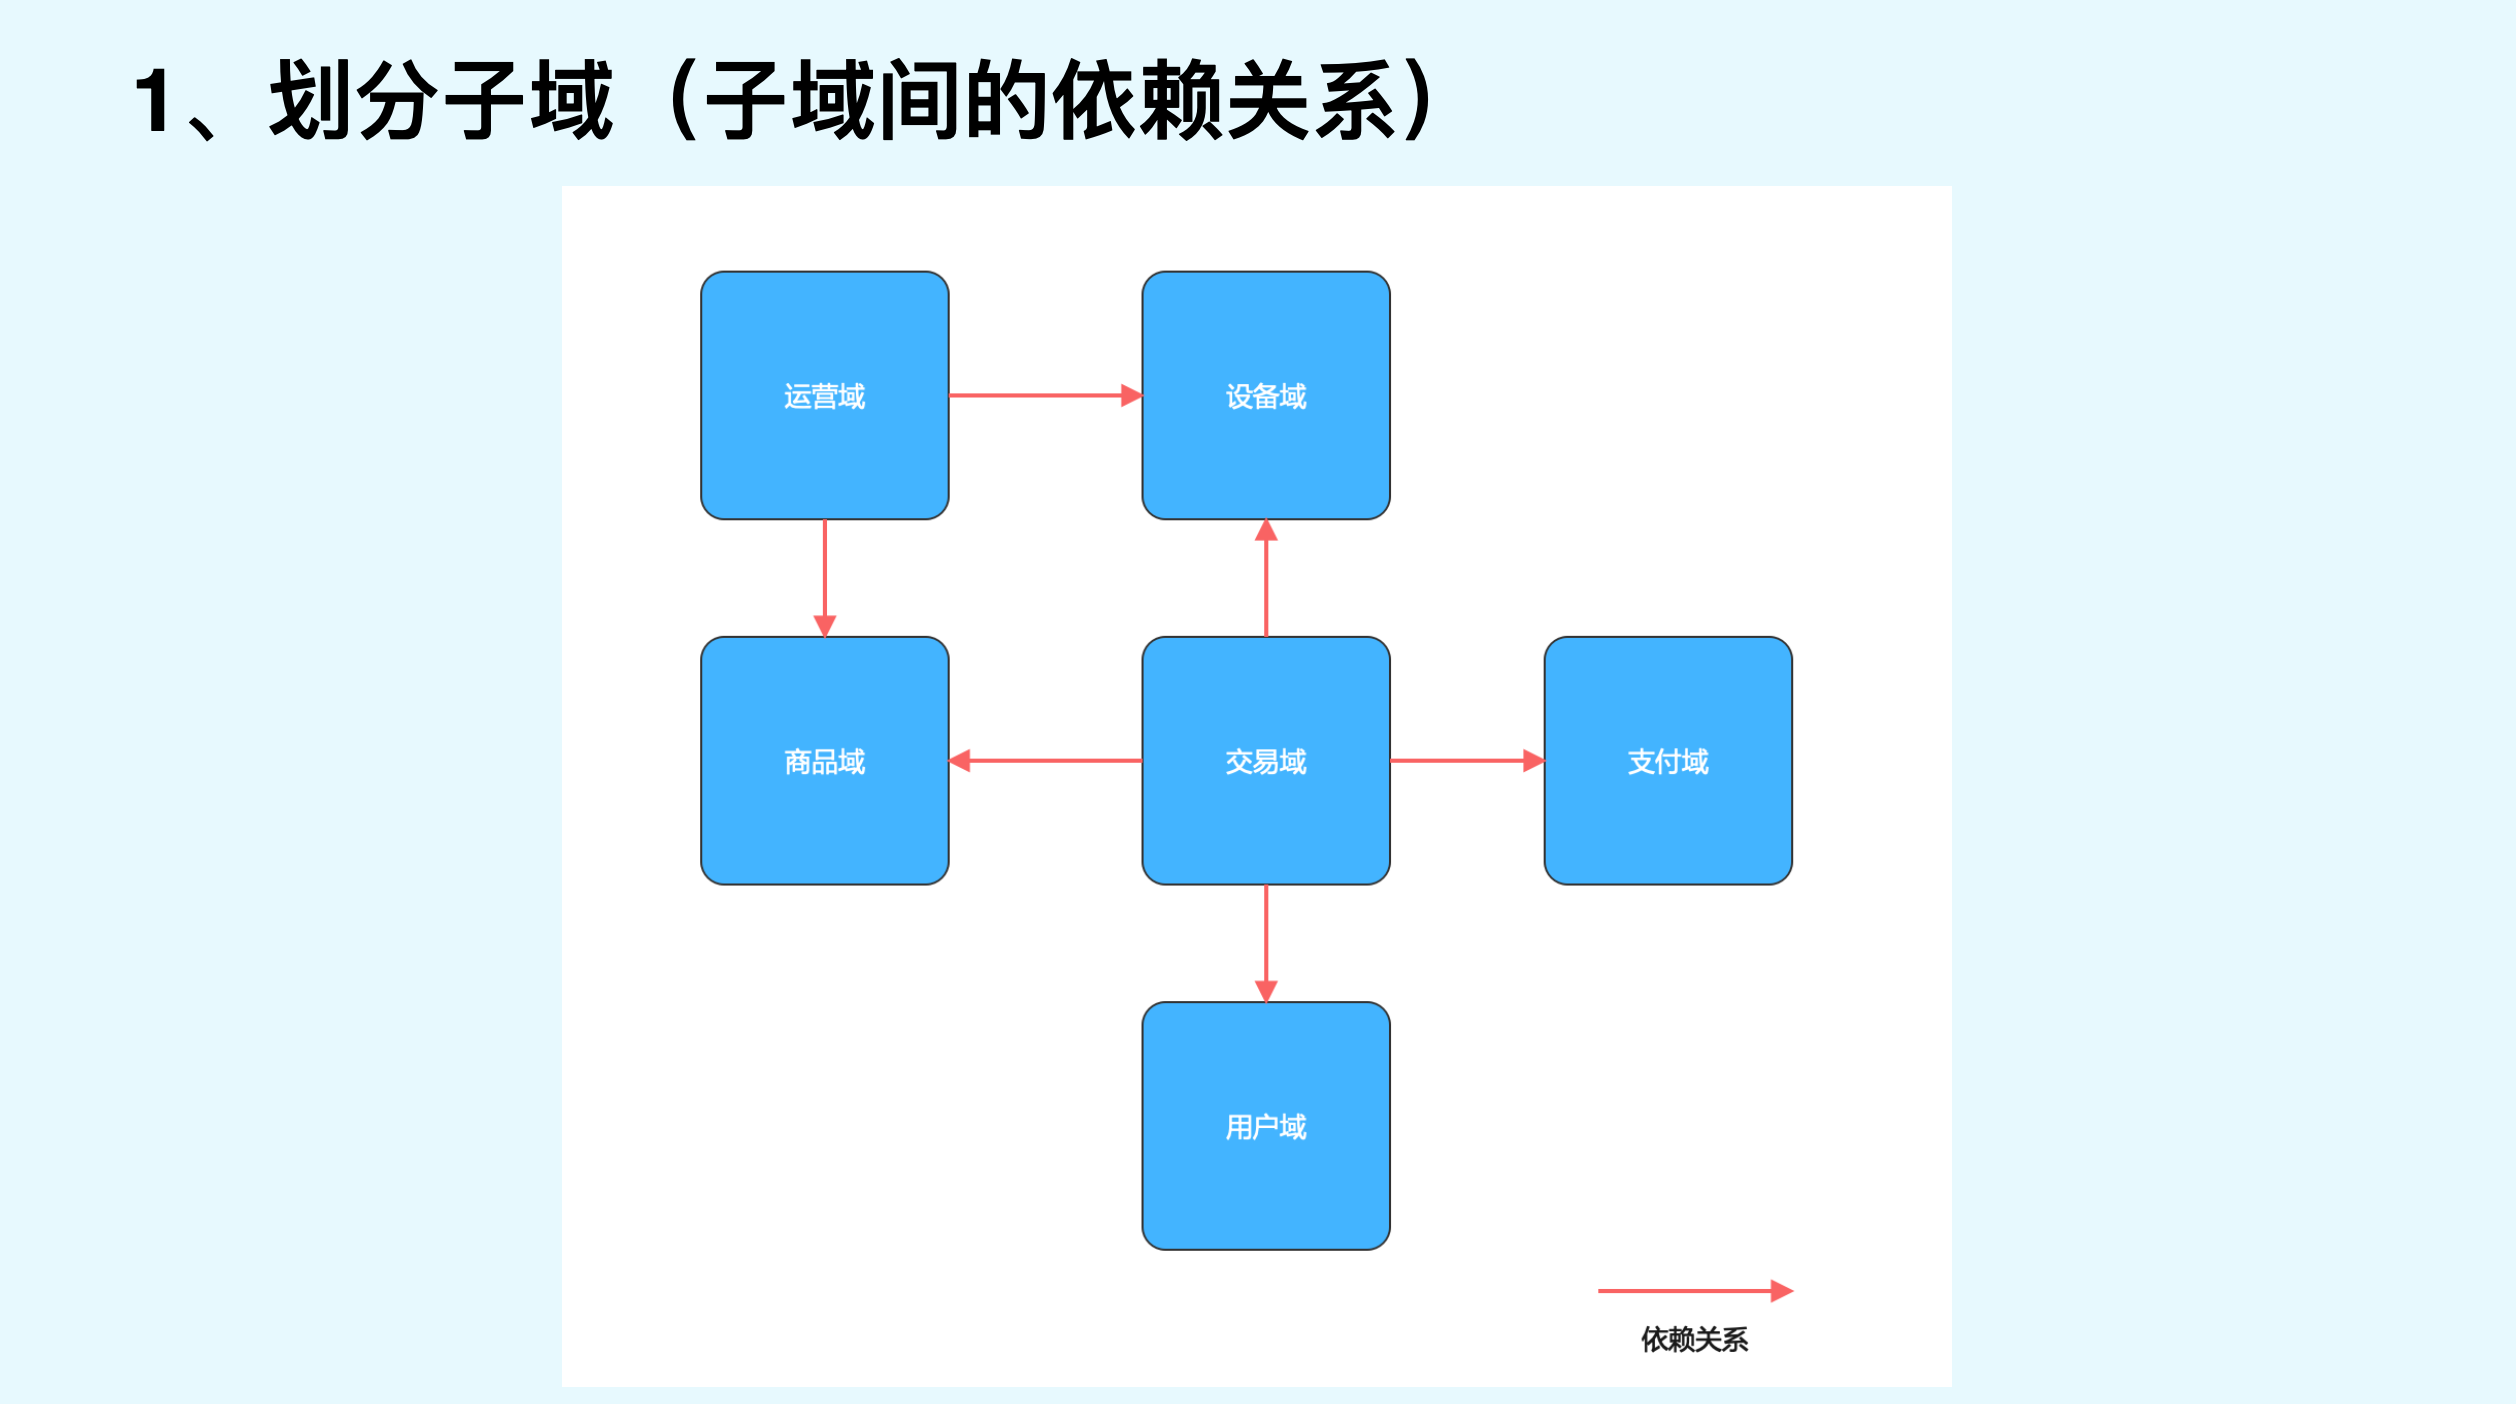 1、划分子域（子域间的依赖关系）
运营域
设备域
商品域
交易域
支付域
用户域
依赖关系